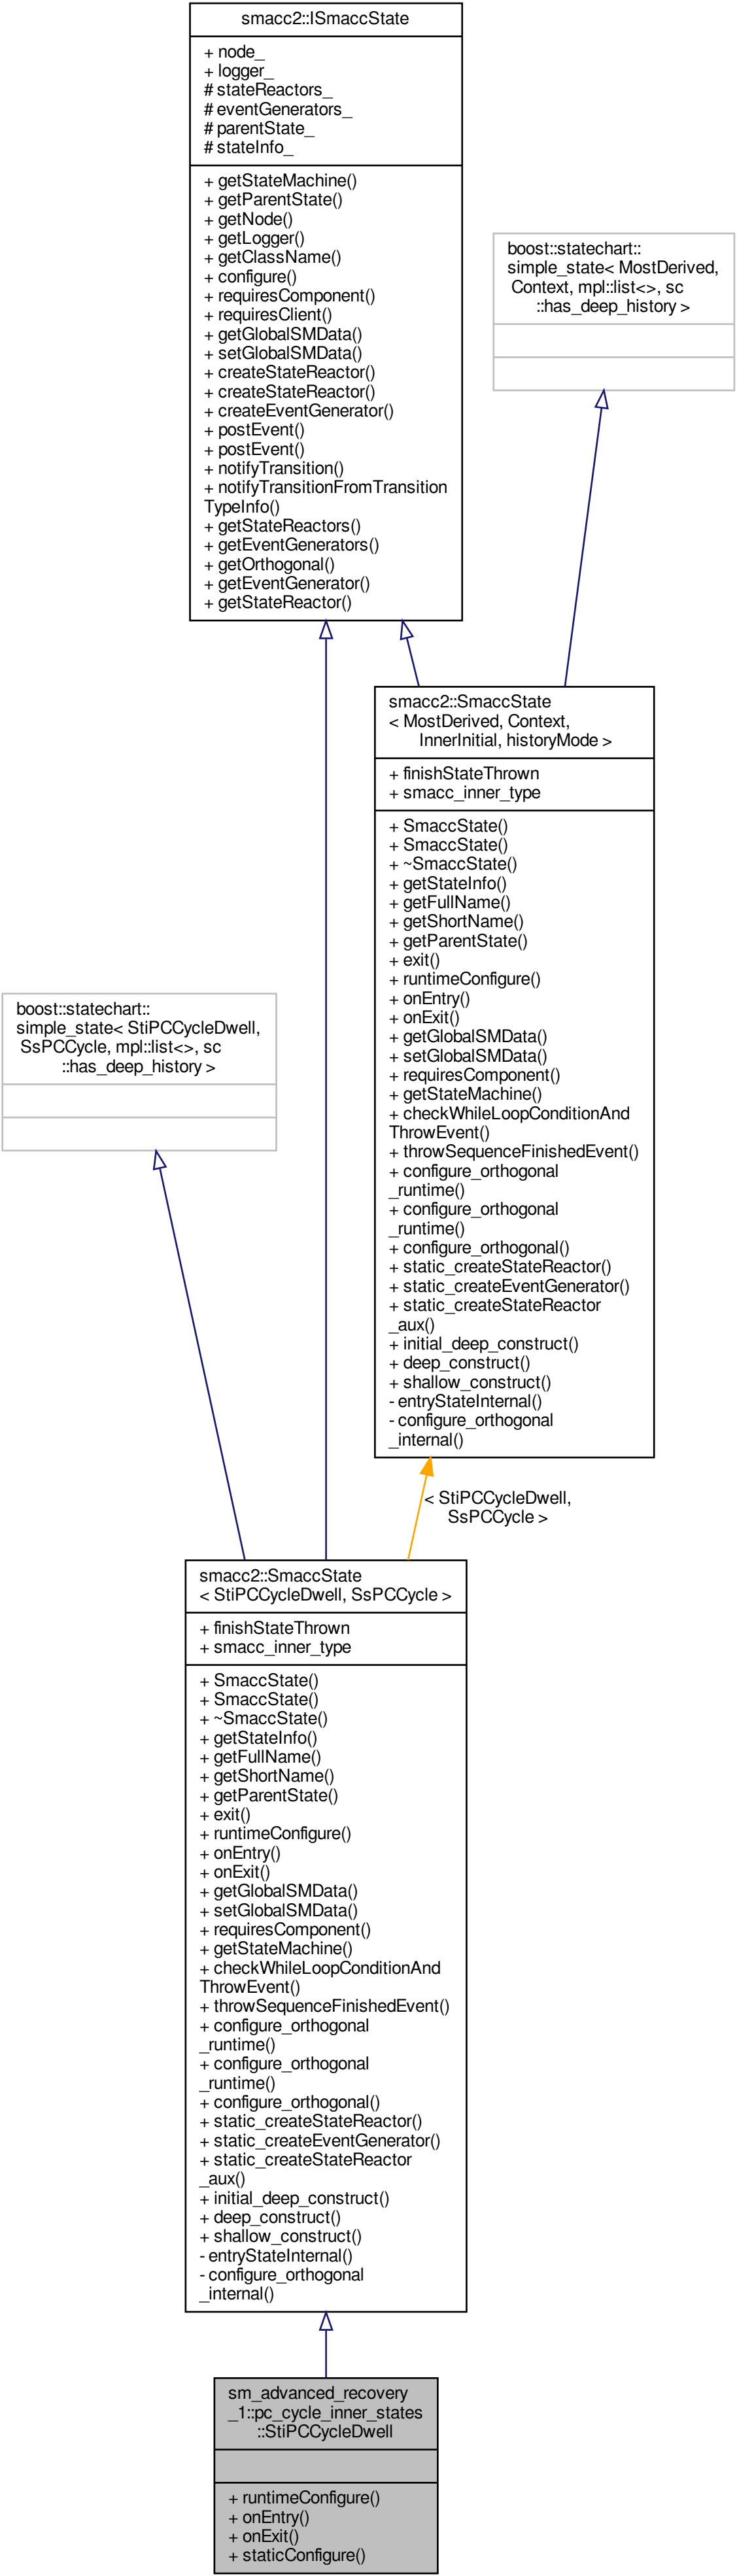 smacc2::ISmaccState
+ node_
+ logger_
# stateReactors_
# eventGenerators_
# parentState_
# stateInfo_
+ getStateMachine()
+ getParentState()
+ getNode()
+ getLogger()
+ getClassName()
+ configure()
+ requiresComponent()
+ requiresClient()
+ getGlobalSMData()
+ setGlobalSMData()
+ createStateReactor()
+ createStateReactor()
+ createEventGenerator()
+ postEvent()
+ postEvent()
+ notifyTransition()
+ notifyTransitionFromTransition
TypeInfo()
+ getStateReactors()
+ getEventGenerators()
+ getOrthogonal()
+ getEventGenerator()
+ getStateReactor()
boost::statechart::
simple_state< MostDerived,
Context, mpl::list<>, sc
::has_deep_history >
smacc2::SmaccState
< MostDerived, Context,
InnerInitial, historyMode >
+ finishStateThrown
+ smacc_inner_type
+ SmaccState()
+ SmaccState()
+ ~SmaccState()
+ getStateInfo()
+ getFullName()
+ getShortName()
+ getParentState()
+ exit()
+ runtimeConfigure()
+ onEntry()
+ onExit()
+ getGlobalSMData()
+ setGlobalSMData()
+ requiresComponent()
+ getStateMachine()
+ checkWhileLoopConditionAnd
ThrowEvent()
+ throwSequenceFinishedEvent()
+ configure_orthogonal
_runtime()
+ configure_orthogonal
_runtime()
+ configure_orthogonal()
+ static_createStateReactor()
+ static_createEventGenerator()
+ static_createStateReactor
_aux()
+ initial_deep_construct()
+ deep_construct()
+ shallow_construct()
- entryStateInternal()
- configure_orthogonal
_internal()
boost::statechart::
simple_state< StiPCCycleDwell,
SsPCCycle, mpl::list<>, sc
::has_deep_history >
< StiPCCycleDwell,
SsPCCycle >
smacc2::SmaccState
< StiPCCycleDwell, SsPCCycle >
+ finishStateThrown
+ smacc_inner_type
+ SmaccState()
+ SmaccState()
+ ~SmaccState()
+ getStateInfo()
+ getFullName()
+ getShortName()
+ getParentState()
+ exit()
+ runtimeConfigure()
+ onEntry()
+ onExit()
+ getGlobalSMData()
+ setGlobalSMData()
+ requiresComponent()
+ getStateMachine()
+ checkWhileLoopConditionAnd
ThrowEvent()
+ throwSequenceFinishedEvent()
+ configure_orthogonal
_runtime()
+ configure_orthogonal
_runtime()
+ configure_orthogonal()
+ static_createStateReactor()
+ static_createEventGenerator()
+ static_createStateReactor
_aux()
+ initial_deep_construct()
+ deep_construct()
+ shallow_construct()
- entryStateInternal()
- configure_orthogonal
_internal()
sm_advanced_recovery
_1::pc_cycle_inner_states
::StiPCCycleDwell
+ runtimeConfigure()
+ onEntry()
+ onExit()
+ staticConfigure()